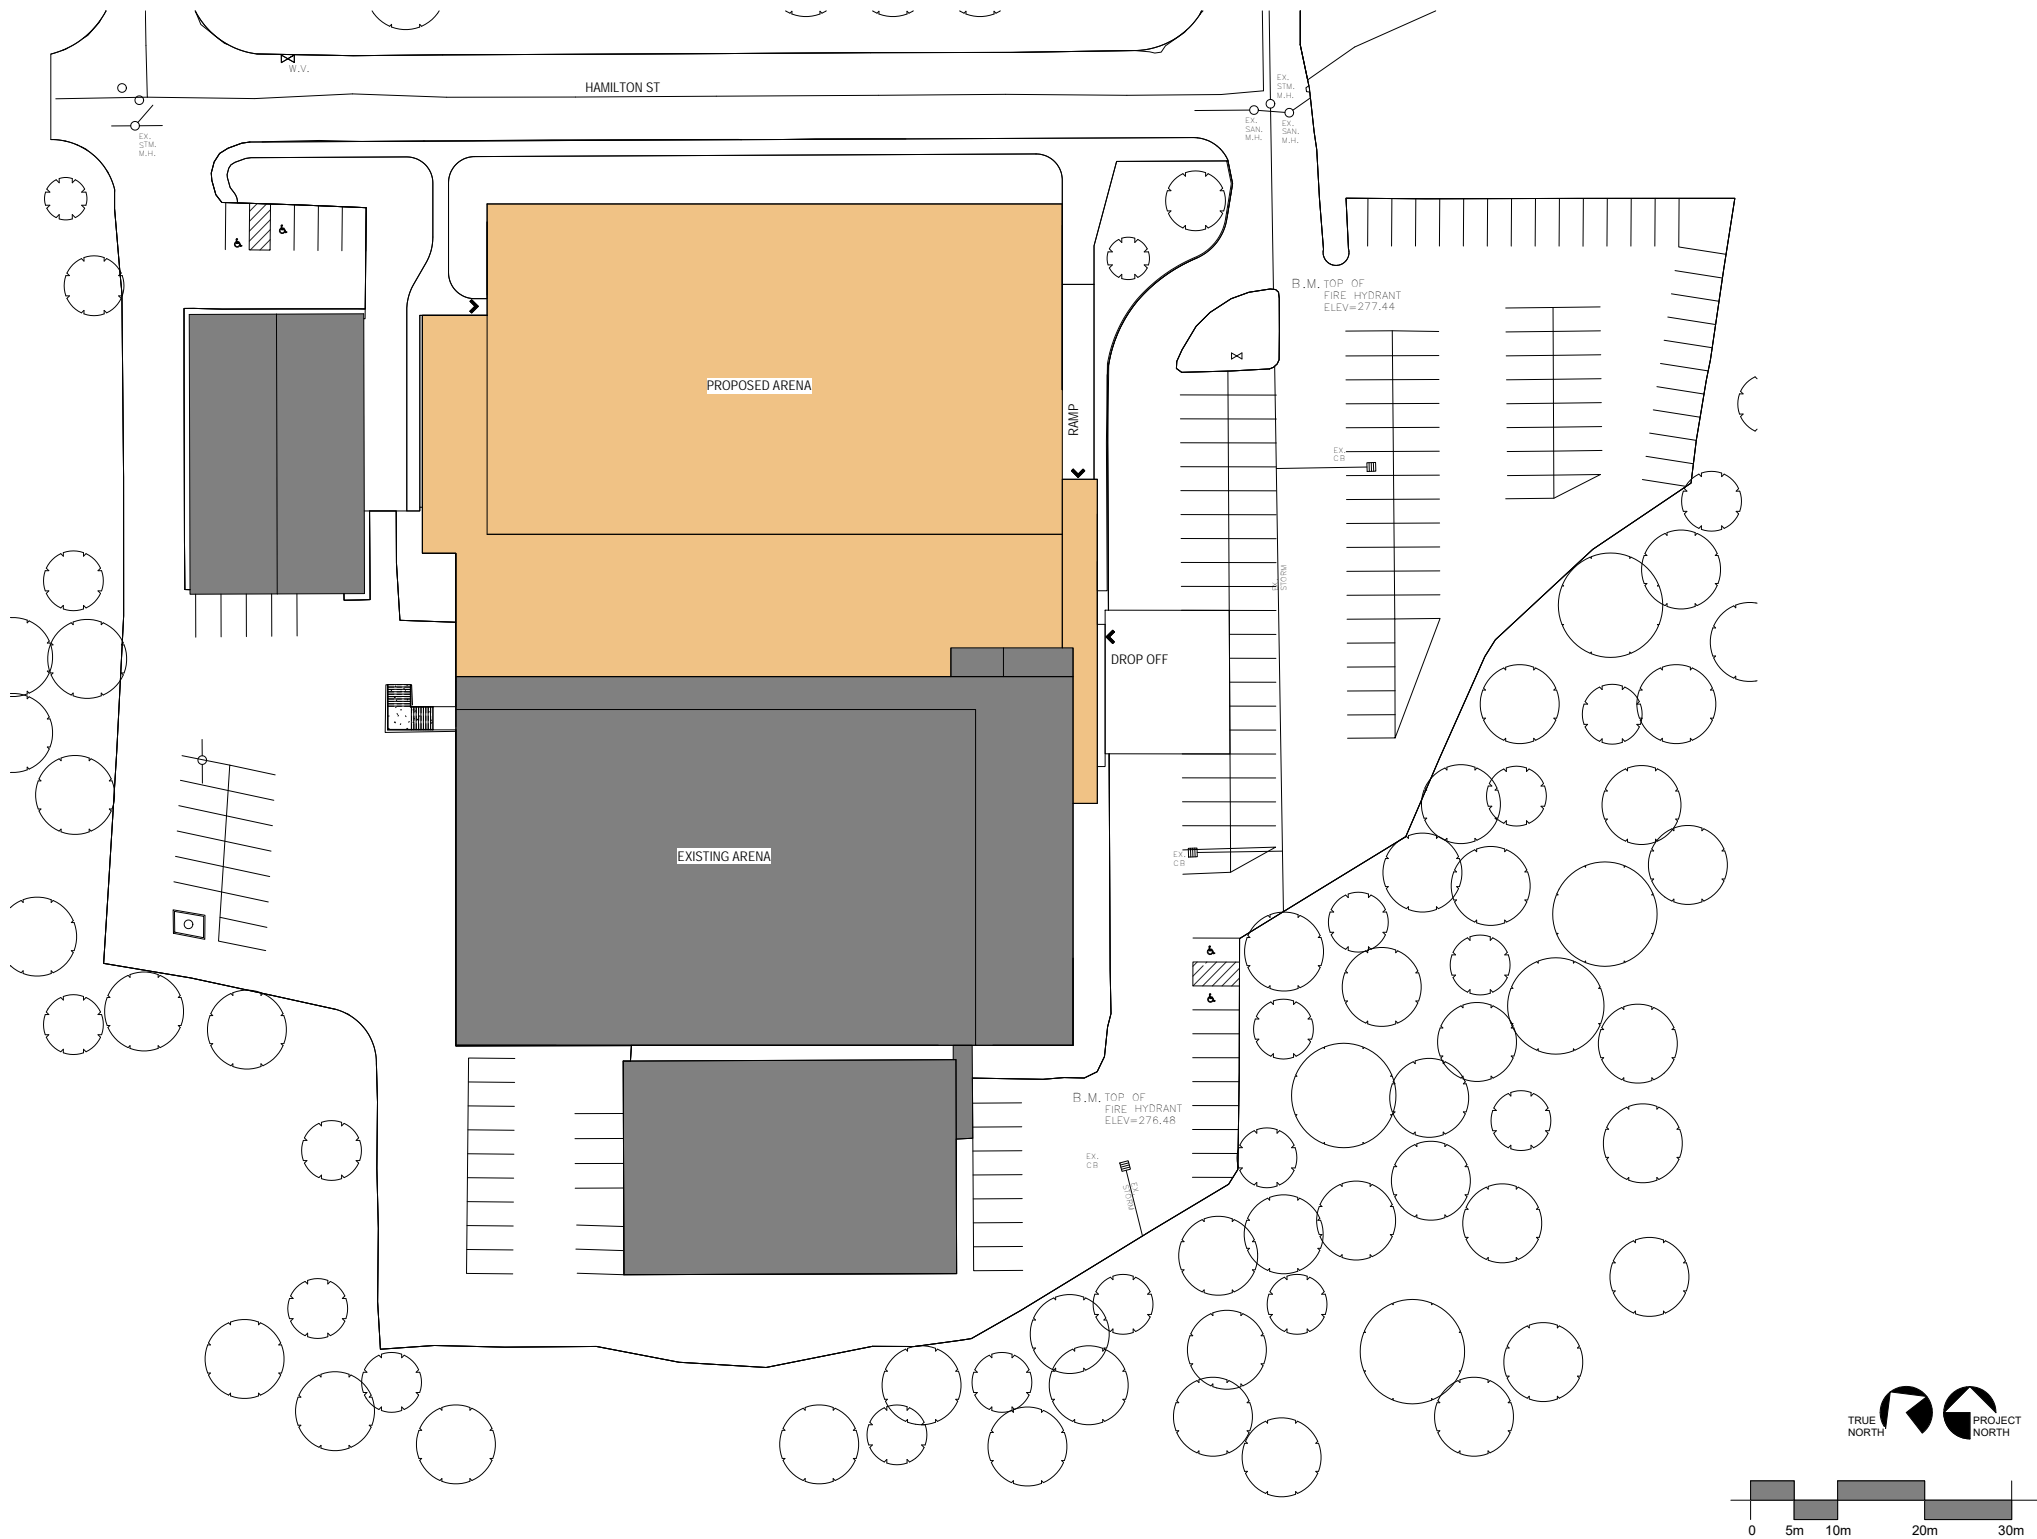 W.V.
HAMILTON ST
EX.
STM.
M.H.
EX.
SAN.
M.H.
EX.
SAN.
M.H.
EX.
STM.
M.H.
B.M. TOP OF
FIRE HYDRANT
ELEV=277.44
PROPOSED ARENA
RAMP
EX.
CB
EX.
STORM
DROP OFF
EXISTING ARENA
EX.
CB
B.M. TOP OF
FIRE HYDRANT
ELEV=276.48
EX.
CB
EX.
STORM
TRUE
NORTH
PROJECT
NORTH
0 5m 10m 20m 30m